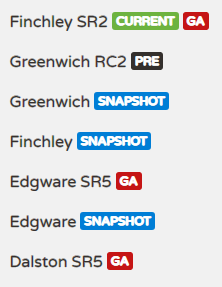 Finchley SR2 CURRENT GA
Greenwich RC2 PRE
Greenwich SNAPSHOT
Finchley SNAPSHOT
Edgware SR5 GA
Edgware SNAPSHOT
Dalston SR5 GA